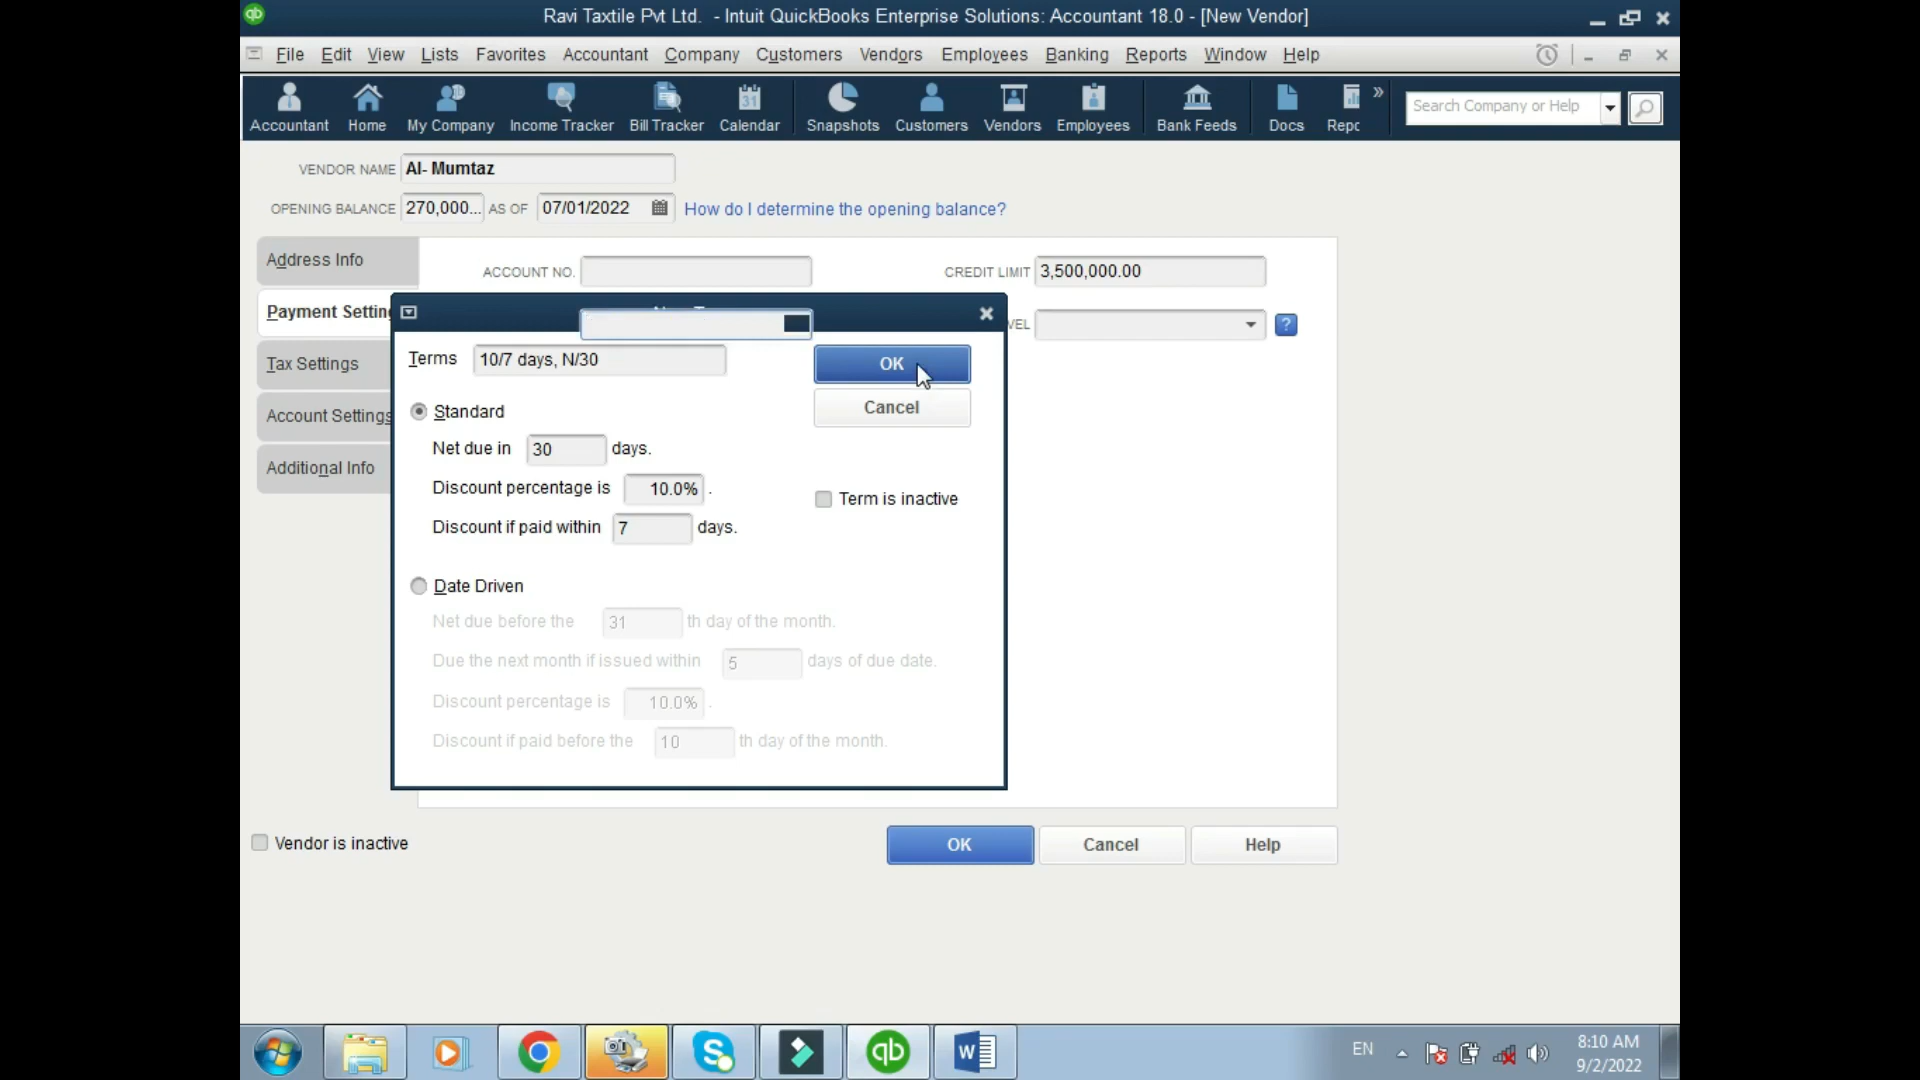 Ravi Taxtile Pvt Ltd. - Intuit QuickBooks Enterprise Solutions: Accountant 18.0 - [New Vendor]
File Edit View Lists Favorites Accountant Company Customers Vendors Employees Banking Reports Window Help
Accountant Home My Company Income Tracker Bill Tracker Calendar Snapshots Customers Vendors Employees Bank Feeds Docs Repc
Search Company or Help
VENDOR NAME Al- Mumtaz
OPENING BALANCE 270,000... AS OF 07/01/2022 How do I determine the opening balance?
Address Info
Payment Setting
Tax Settings
Account Settings
Additional Info
ACCOUNT NO.
CREDIT LIMIT 3,500,000.00
VEL
?
Terms 10/7 days, N/30
OK
Cancel
Standard
Net due in 30 days.
Discount percentage is 10.0% .
Term is inactive
Discount if paid within 7 days.
Date Driven
Net due before the 31 th day of the month.
Due the next month if issued within 5 days of due date.
Discount percentage is 10.0% .
Discount if paid before the 10 th day of the month.
Vendor is inactive
OK Cancel Help
EN
8:10 AM
9/2/2022